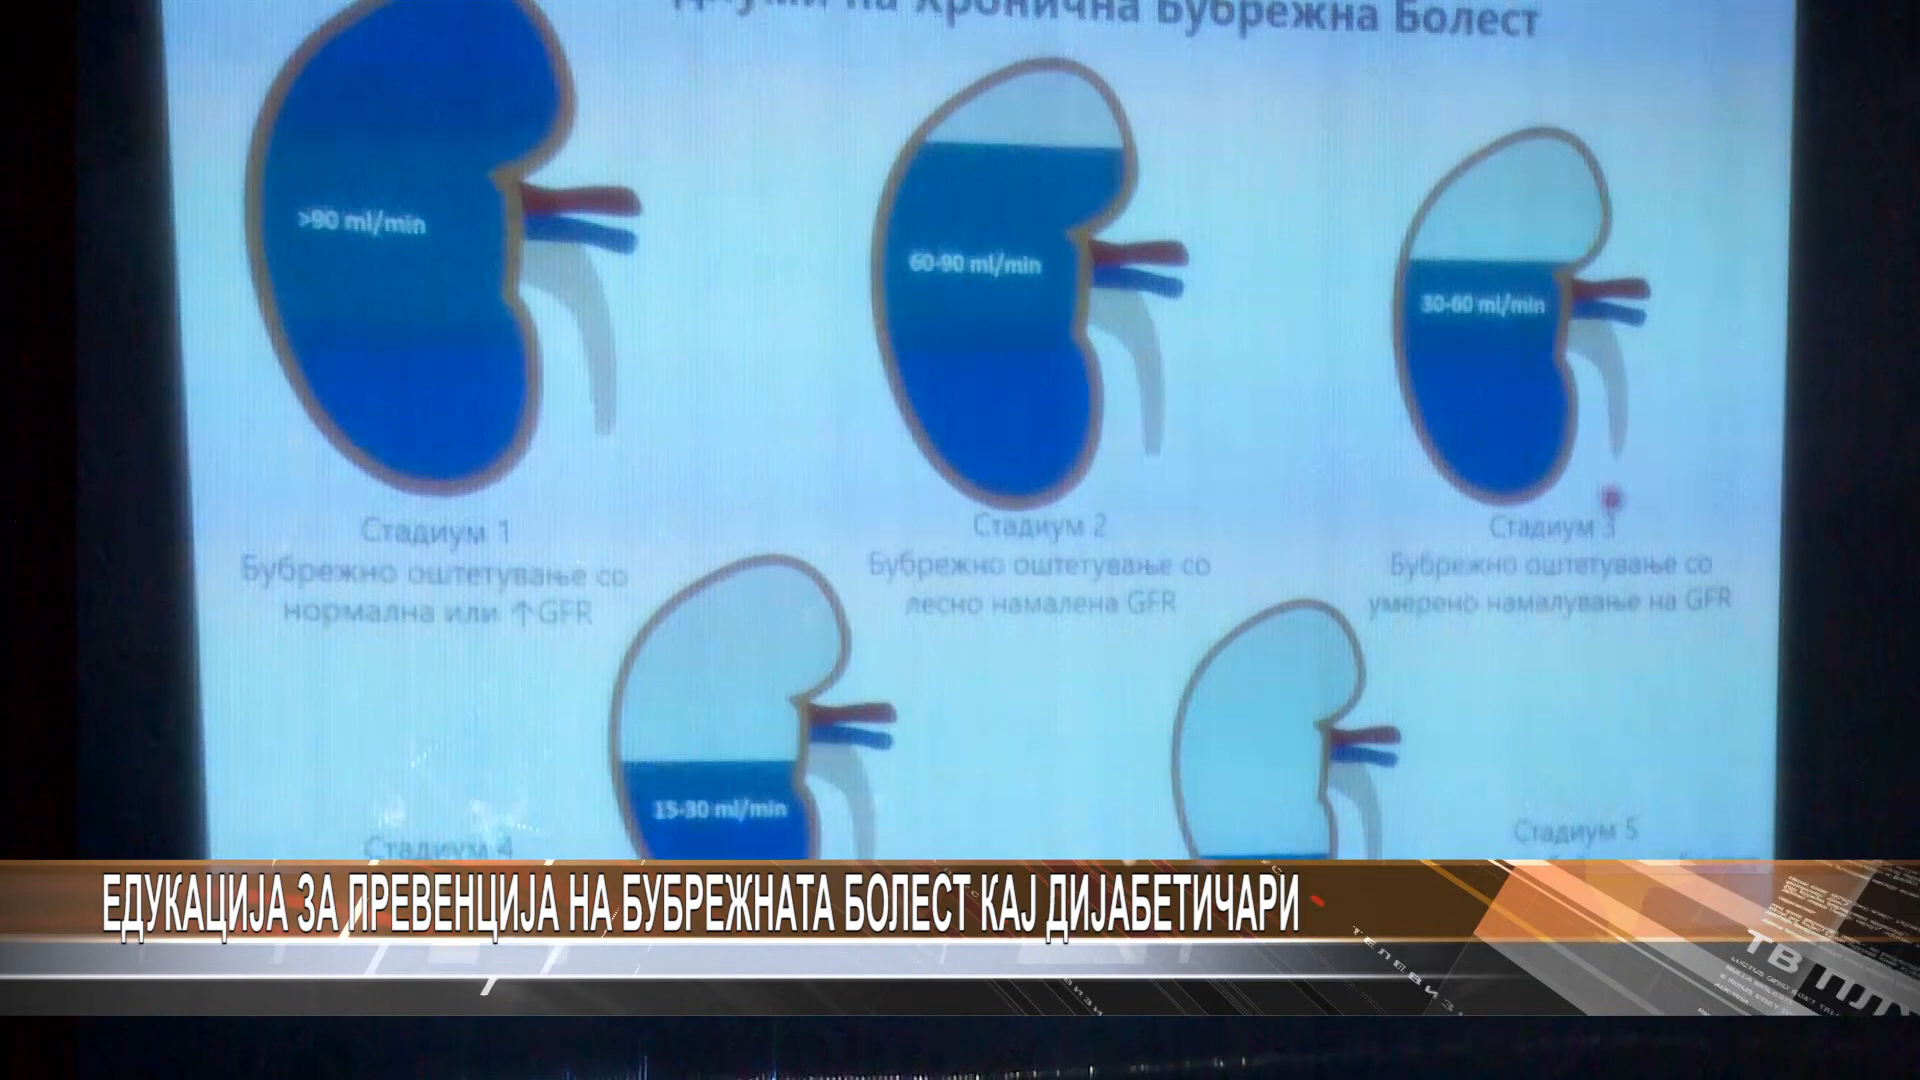 на Хронична Бубрежна Болест
>90 ml/min
60-90 ml/min
30-60 ml/min
Стадиум 1
Бубрежно оштетување со
нормална или ↑GFR
Стадиум 2
Бубрежно оштетување со
лесно намалена GFR
Стадиум 3
Бубрежно оштетување со
умерено намалување на GFR
15-30 ml/min
Стадиум 4
Стадиум 5
ЕДУКАЦИЈА ЗА ПРЕВЕНЦИЈА НА БУБРЕЖНАТА БОЛЕСТ КАЈ ДИЈАБЕТИЧАРИ
ТВ